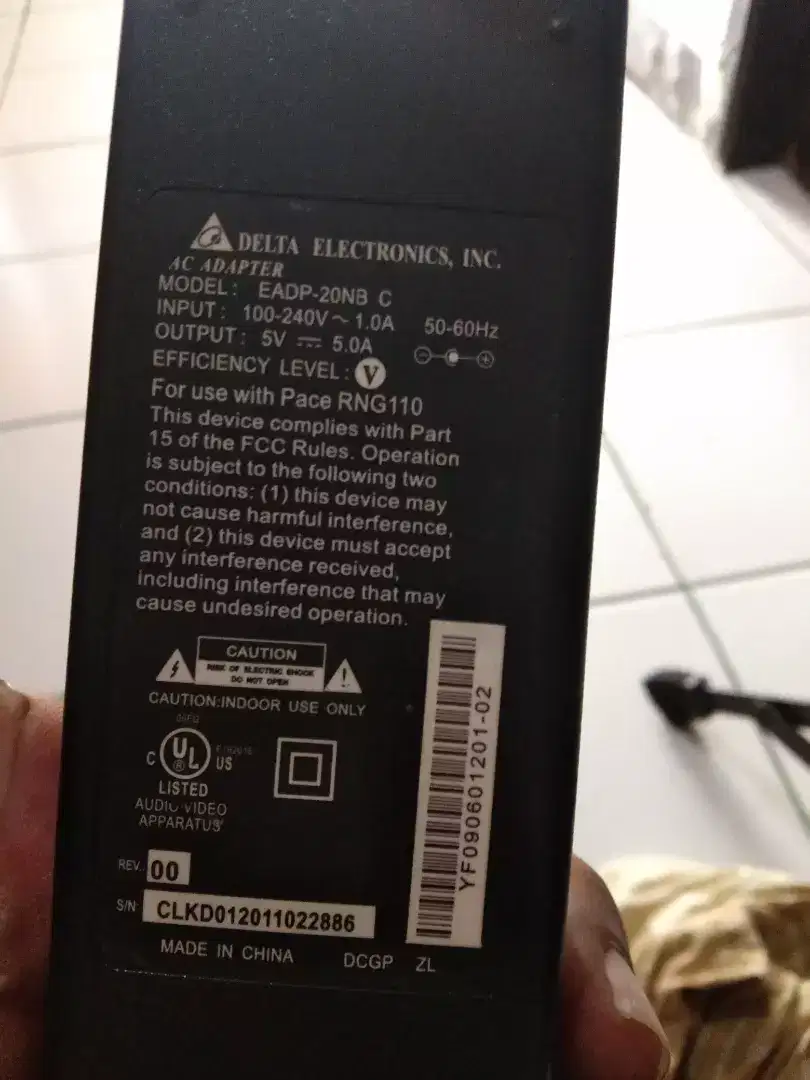 DELTA ELECTRONICS, INC.
AC ADAPTER
MODEL: EADP-20NB C
INPUT: 100-240V ~ 1.0A 50-60Hz
OUTPUT: 5V ⎓ 5.0A
EFFICIENCY LEVEL: V
For use with Pace RNG110
This device complies with Part
15 of the FCC Rules. Operation
is subject to the following two
conditions: (1) this device may
not cause harmful interference,
and (2) this device must accept
any interference received,
including interference that may
cause undesired operation.
CAUTION
RISK OF ELECTRIC SHOCK
DO NOT OPEN
CAUTION:INDOOR USE ONLY
C UL ® US
LISTED
AUDIO VIDEO
APPARATUS
YF090601201-02
REV. 00
S/N: CLKD012011022886
MADE IN CHINA DCGP ZL